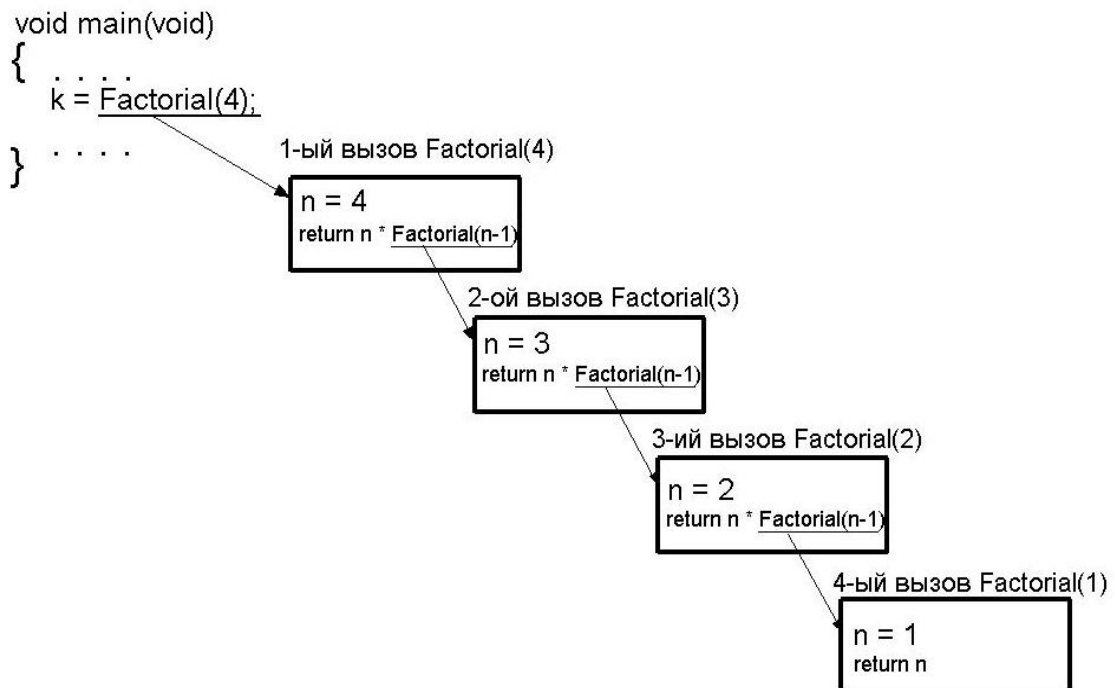 void main(void)
{ . . . .
k = Factorial(4);
} . . . .
1-ый вызов Factorial(4)
n = 4
return n * Factorial(n-1)
2-ой вызов Factorial(3)
n = 3
return n * Factorial(n-1)
3-ий вызов Factorial(2)
n = 2
return n * Factorial(n-1)
4-ый вызов Factorial(1)
n = 1
return n